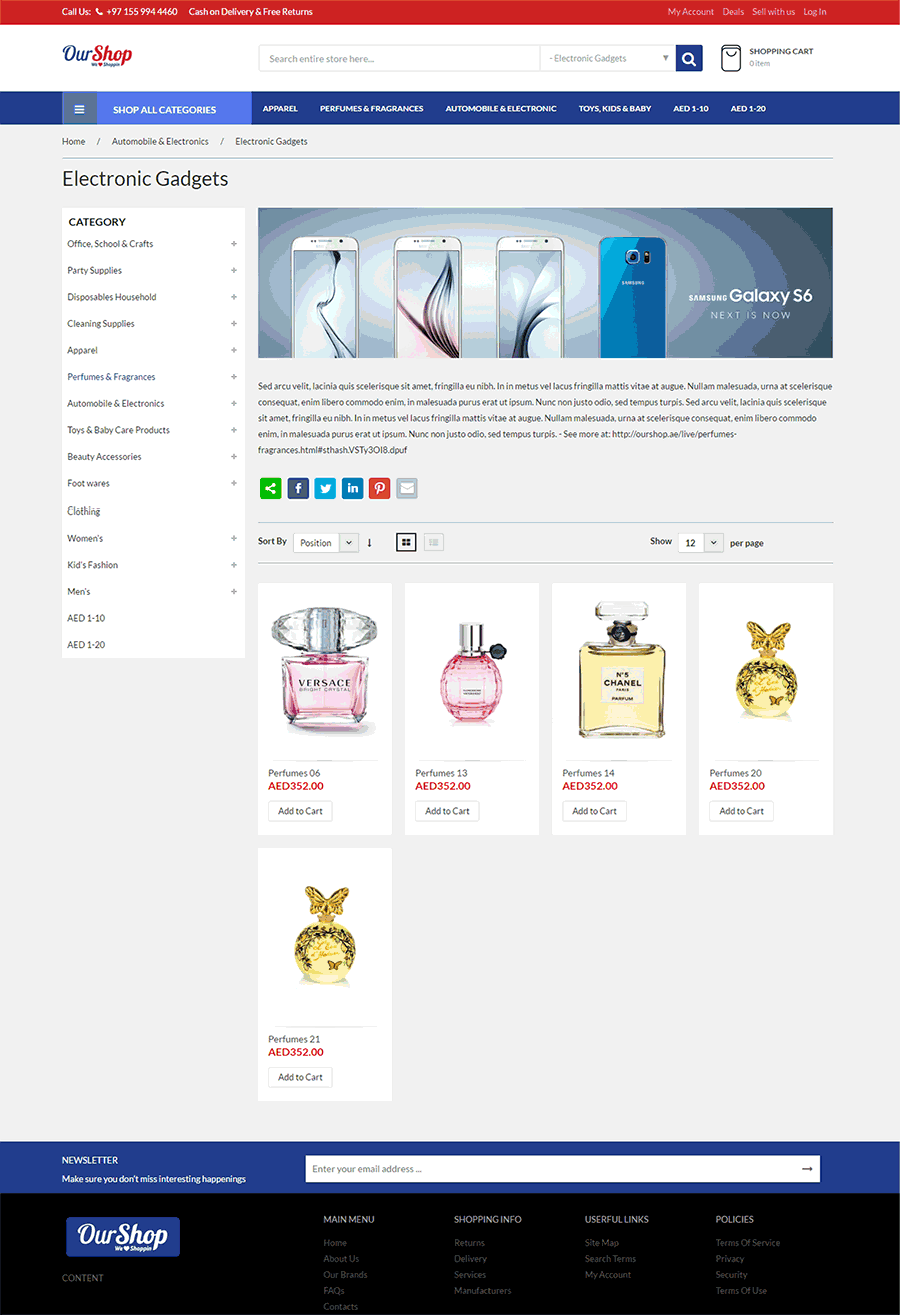 Call Us: +97 155 994 4460 Cash on Delivery & Free Returns
My Account Deals Sell with us Log In
OurShop
We Shoppin
Search entire store here...
- Electronic Gadgets
SHOPPING CART
0 item
SHOP ALL CATEGORIES
APPAREL PERFUMES & FRAGRANCES AUTOMOBILE & ELECTRONIC TOYS, KIDS & BABY AED 1-10 AED 1-20
Home / Automobile & Electronics / Electronic Gadgets
Electronic Gadgets
CATEGORY
Office, School & Crafts +
Party Supplies +
Disposables Household +
Cleaning Supplies +
Apparel +
Perfumes & Fragrances +
Automobile & Electronics +
Toys & Baby Care Products +
Beauty Accessories +
Foot wares +
Clothing
Women's +
Kid's Fashion +
Men's +
AED 1-10
AED 1-20
SAMSUNG
SAMSUNG Galaxy S6
NEXT IS NOW
Sed arcu velit, lacinia quis scelerisque sit amet, fringilla eu nibh. In in metus vel lacus fringilla mattis vitae at augue. Nullam malesuada, urna at scelerisque
consequat, enim libero commodo enim, in malesuada purus erat ut ipsum. Nunc non justo odio, sed tempus turpis. Sed arcu velit, lacinia quis scelerisque
sit amet, fringilla eu nibh. In in metus vel lacus fringilla mattis vitae at augue. Nullam malesuada, urna at scelerisque consequat, enim libero commodo
enim, in malesuada purus erat ut ipsum. Nunc non justo odio, sed tempus turpis. - See more at: http://ourshop.ae/live/perfumes-
fragrances.html#sthash.VSTy3OI8.dpuf
f in
Sort By Position
Show 12 per page
VERSACE
BRIGHT CRYSTAL
Perfumes 06
AED352.00
Add to Cart
Perfumes 13
AED352.00
Add to Cart
N°5
CHANEL
PARIS
PARFUM
Perfumes 14
AED352.00
Add to Cart
Perfumes 20
AED352.00
Add to Cart
Perfumes 21
AED352.00
Add to Cart
NEWSLETTER
Make sure you don't miss interesting happenings
Enter your email address ...
OurShop
We Shoppin
CONTENT
MAIN MENU
Home
About Us
Our Brands
FAQs
Contacts
SHOPPING INFO
Returns
Delivery
Services
Manufacturers
USERFUL LINKS
Site Map
Search Terms
My Account
POLICIES
Terms Of Service
Privacy
Security
Terms Of Use